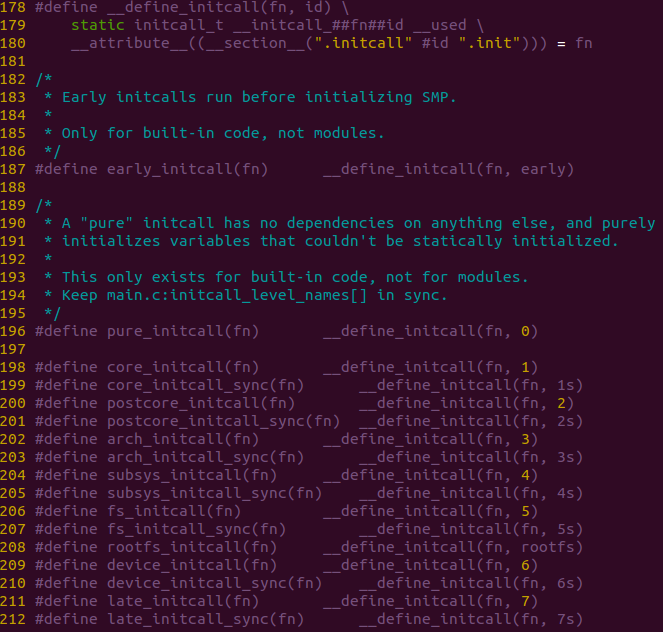 178 #define __define_initcall(fn, id) \
179     static initcall_t __initcall_##fn##id __used \
180     __attribute__((__section__(".initcall" #id ".init"))) = fn
181
182 /*
183  * Early initcalls run before initializing SMP.
184  *
185  * Only for built-in code, not modules.
186  */
187 #define early_initcall(fn)      __define_initcall(fn, early)
188
189 /*
190  * A "pure" initcall has no dependencies on anything else, and purely
191  * initializes variables that couldn't be statically initialized.
192  *
193  * This only exists for built-in code, not for modules.
194  * Keep main.c:initcall_level_names[] in sync.
195  */
196 #define pure_initcall(fn)       __define_initcall(fn, 0)
197
198 #define core_initcall(fn)       __define_initcall(fn, 1)
199 #define core_initcall_sync(fn)      __define_initcall(fn, 1s)
200 #define postcore_initcall(fn)       __define_initcall(fn, 2)
201 #define postcore_initcall_sync(fn)  __define_initcall(fn, 2s)
202 #define arch_initcall(fn)       __define_initcall(fn, 3)
203 #define arch_initcall_sync(fn)      __define_initcall(fn, 3s)
204 #define subsys_initcall(fn)     __define_initcall(fn, 4)
205 #define subsys_initcall_sync(fn)    __define_initcall(fn, 4s)
206 #define fs_initcall(fn)         __define_initcall(fn, 5)
207 #define fs_initcall_sync(fn)        __define_initcall(fn, 5s)
208 #define rootfs_initcall(fn)     __define_initcall(fn, rootfs)
209 #define device_initcall(fn)     __define_initcall(fn, 6)
210 #define device_initcall_sync(fn)    __define_initcall(fn, 6s)
211 #define late_initcall(fn)       __define_initcall(fn, 7)
212 #define late_initcall_sync(fn)      __define_initcall(fn, 7s)